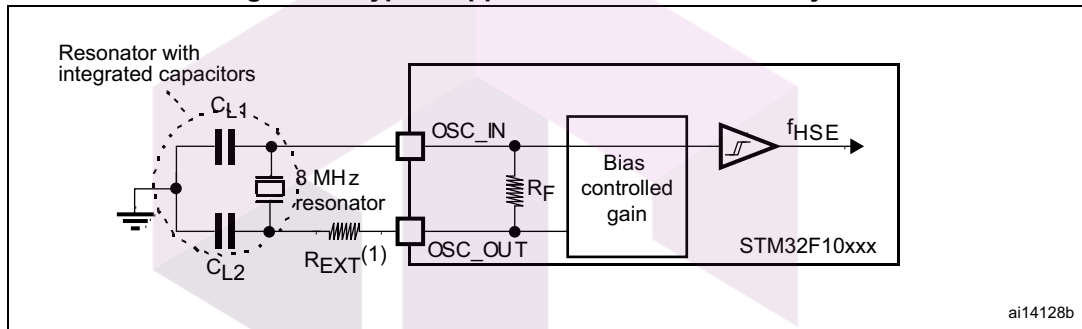 Resonator with
integrated capacitors
CL1
OSC_IN
fHSE
8 MHz
resonator
RF
Bias
controlled
gain
REXT(1)
OSC_OUT
STM32F10xxx
CL2
ai14128b